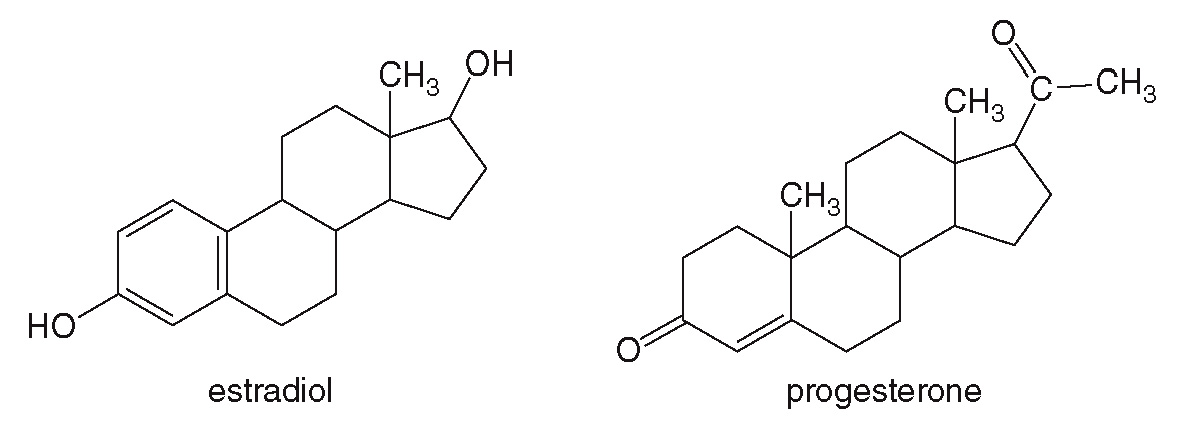 CH3
OH
HO
estradiol
O
C
CH3
CH3
CH3
O
progesterone